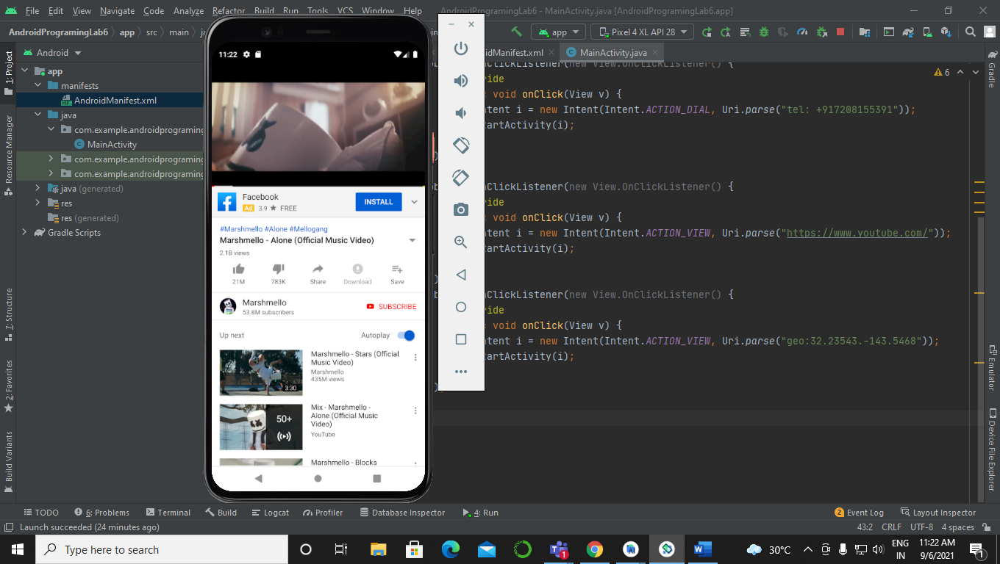 File Edit View Navigate Code Analyze Refactor Build Run Tools VCS Window Help AndroidProgramingLab6 - MainActivity.java [AndroidProgramingLab6.app]
AndroidProgramingLab6 app src main
app
Pixel 4 XL API 28
Android
MainActivity.java
1: Project
Resource Manager
7: Structure
2: Favorites
Build Variants
app
manifests
AndroidManifest.xml
java
com.example.androidprograming
MainActivity
com.example.androidprograming
com.example.androidprograming
java (generated)
res
res (generated)
Gradle Scripts
11:22
Facebook
Ad 3.9 ★ FREE
INSTALL
#Marshmello #Alone #Mellogang
Marshmello - Alone (Official Music Video)
2.1B views
21M 783K Share Download Save
Marshmello
53.8M subscribers
SUBSCRIBE
Up next Autoplay
Marshmello - Stars (Official
Music Video)
Marshmello
435M views
3:30
Mix - Marshmello -
Alone (Official Music
Video)
YouTube
50+
Marshmello - Blocks
nClickListener(new View.OnClickListener() {
ride
void onClick(View v) {
tent i = new Intent(Intent.ACTION_DIAL, Uri.parse("tel: +917208155391"));
tartActivity(i);
nClickListener(new View.OnClickListener() {
ride
void onClick(View v) {
tent i = new Intent(Intent.ACTION_VIEW, Uri.parse("https://www.youtube.com/"));
tartActivity(i);
nClickListener(new View.OnClickListener() {
ride
void onClick(View v) {
tent i = new Intent(Intent.ACTION_VIEW, Uri.parse("geo:32.23543.-143.5468"));
tartActivity(i);
6
Gradle
Emulator
Device File Explorer
TODO 6: Problems Terminal Build Logcat Profiler Database Inspector 4: Run 2 Event Log Layout Inspector
Launch succeeded (24 minutes ago) 43:2 CRLF UTF-8 4 spaces
Type here to search
1
30°C
ENG
IN
11:22 AM
9/6/2021
1